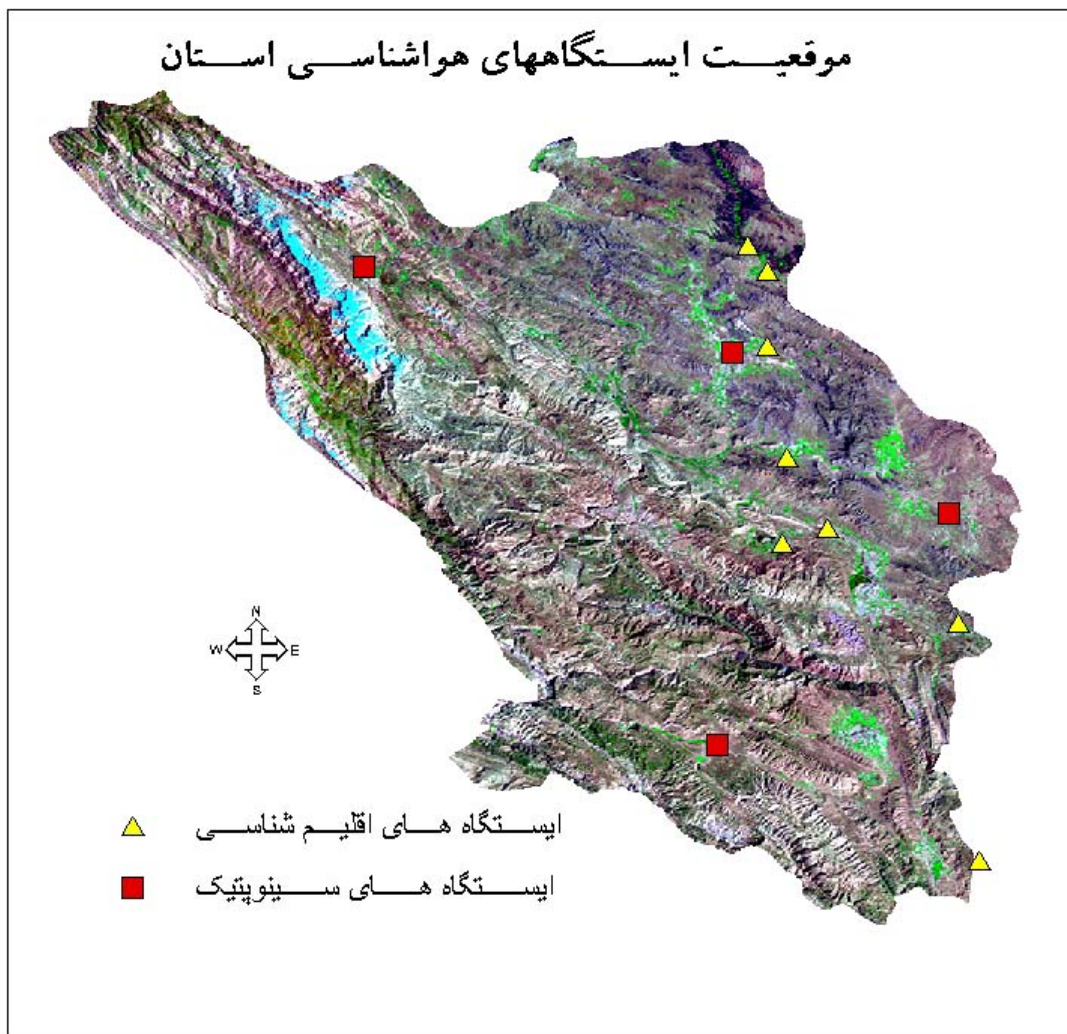 موقعیت ایستگاههای هواشناسی استان
N
W E
S
ایستگاه های اقلیم شناسی
ایستگاه های سینوپتیک